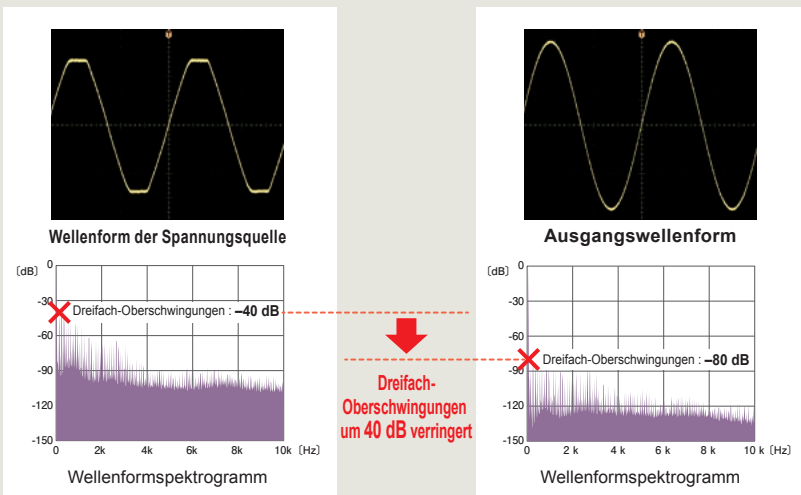 Wellenform der Spannungsquelle
〔dB〕
0
-30
-60
-90
-120
-150
Dreifach-Oberschwingungen : –40 dB
0
2k
4k
6k
8k
10k〔Hz〕
Wellenformspektrogramm
Dreifach-
Oberschwingungen
um 40 dB verringert
Ausgangswellenform
〔dB〕
0
-30
-60
-90
-120
-150
Dreifach-Oberschwingungen : –80 dB
0
2 k
4 k
6 k
8 k
10 k〔Hz〕
Wellenformspektrogramm